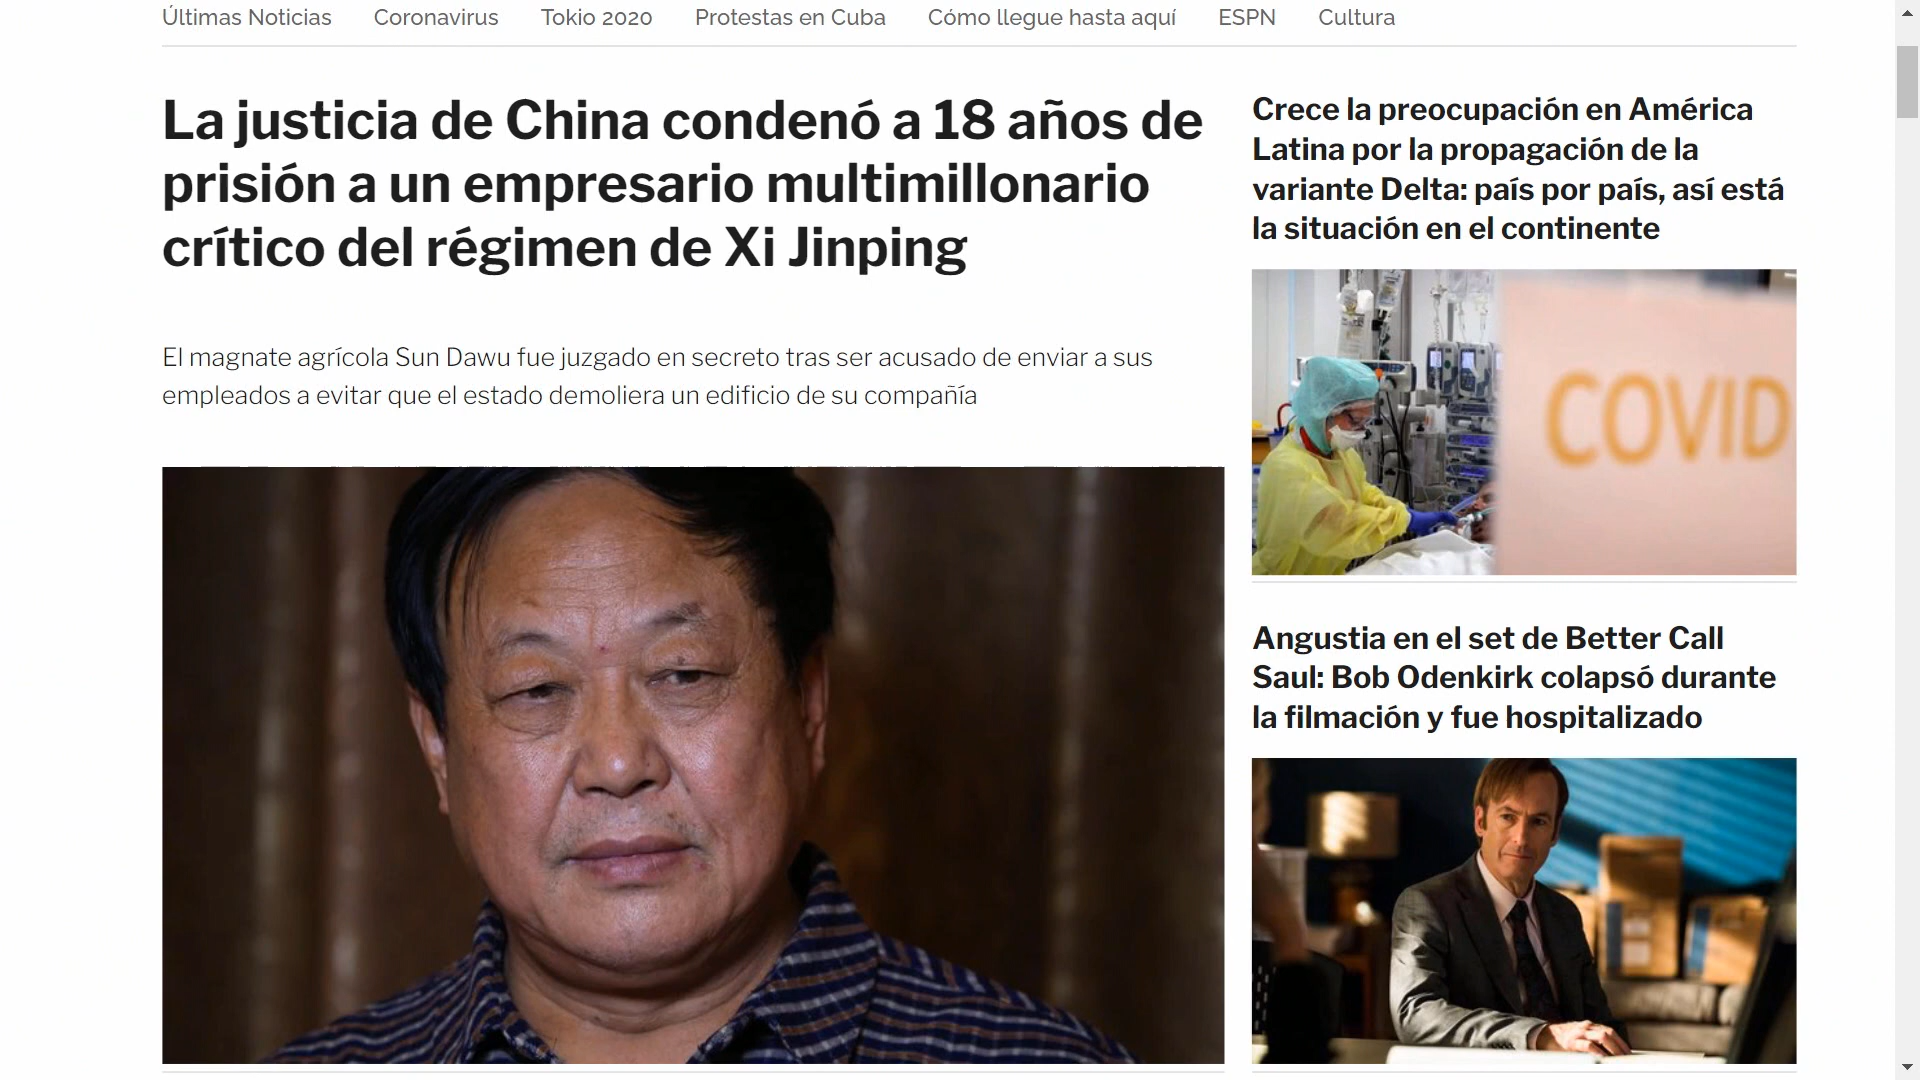 Últimas Noticias Coronavirus Tokio 2020 Protestas en Cuba Cómo llegue hasta aquí ESPN Cultura
La justicia de China condenó a 18 años de
prisión a un empresario multimillonario
crítico del régimen de Xi Jinping
El magnate agrícola Sun Dawu fue juzgado en secreto tras ser acusado de enviar a sus
empleados a evitar que el estado demoliera un edificio de su compañía
Crece la preocupación en América
Latina por la propagación de la
variante Delta: país por país, así está
la situación en el continente
COVID
Angustia en el set de Better Call
Saul: Bob Odenkirk colapsó durante
la filmación y fue hospitalizado